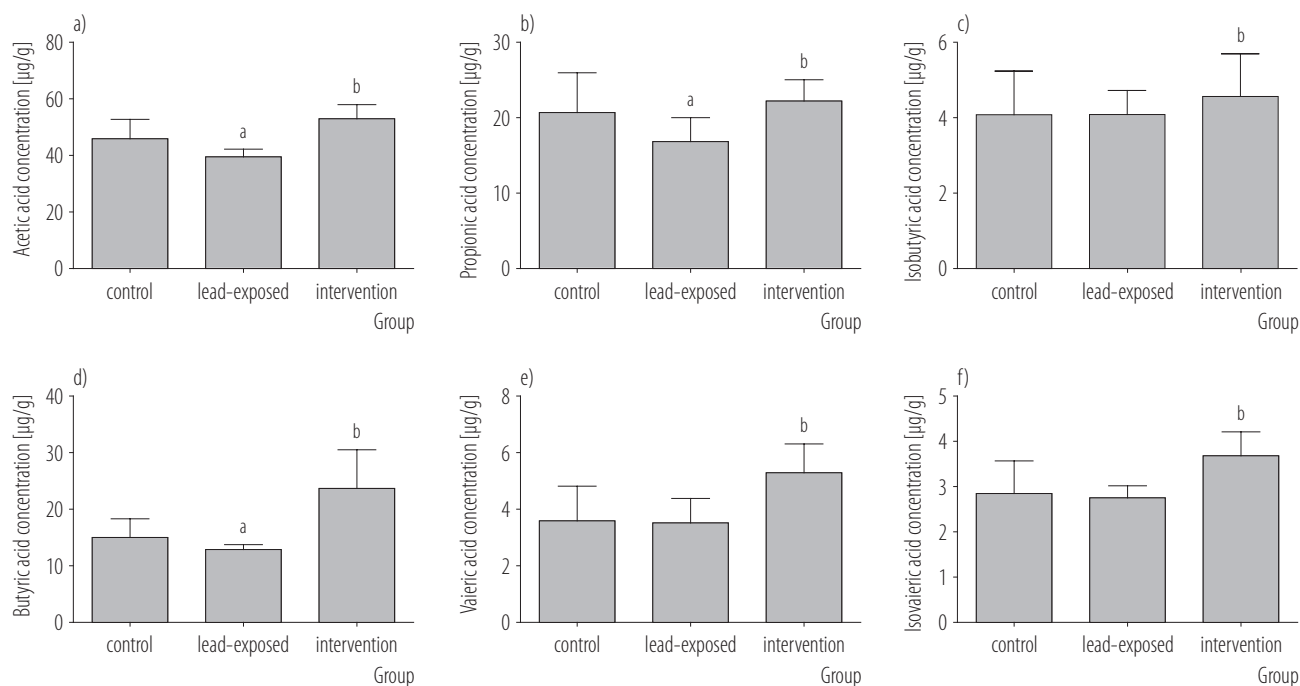 a)
Acetic acid concentration [µg/g]
80
60
40
20
0
a
b
control lead-exposed intervention
Group
b)
Propionic acid concentration [µg/g]
30
20
10
0
a
b
control lead-exposed intervention
Group
c)
Isobutyric acid concentration [µg/g]
6
4
2
0
b
control lead-exposed intervention
Group
d)
Butyric acid concentration [µg/g]
40
30
20
10
0
a
b
control lead-exposed intervention
Group
e)
Vaieric acid concentration [µg/g]
8
6
4
2
0
b
control lead-exposed intervention
Group
f)
Isovaieric acid concentration [µg/g]
5
4
3
2
1
0
b
control lead-exposed intervention
Group